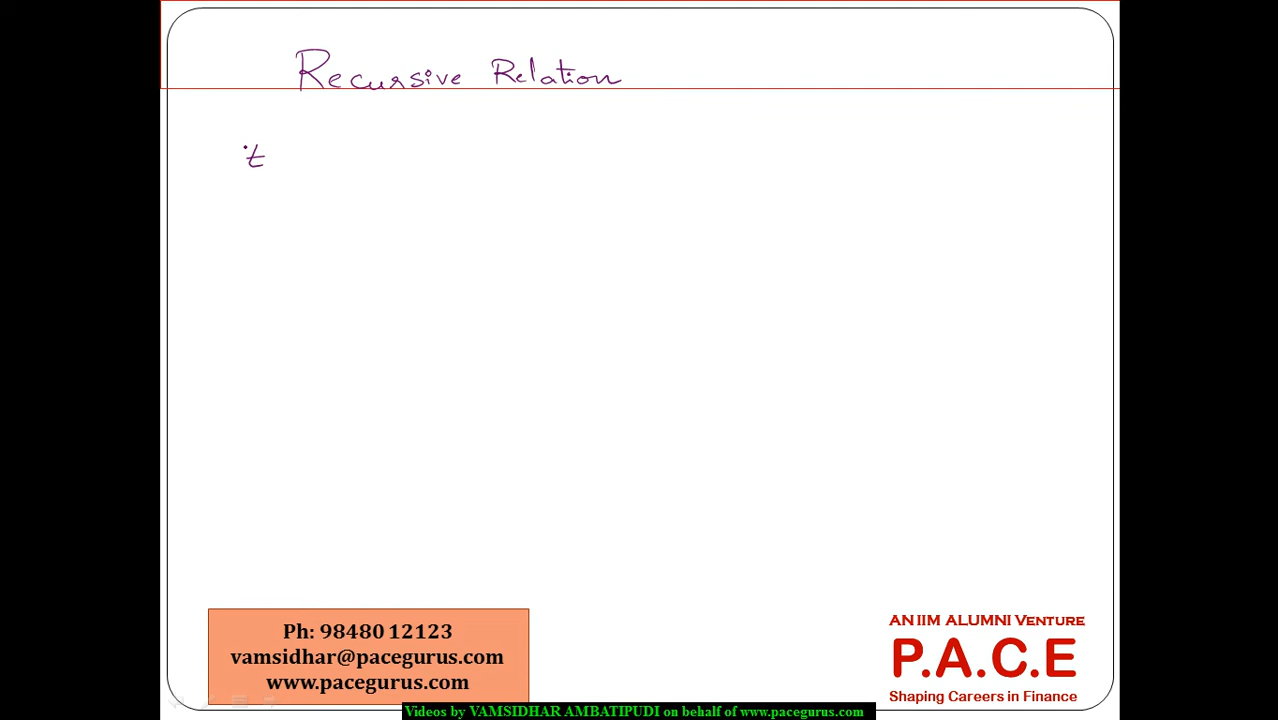 Recursive Relation
t
Ph: 98480 12123
vamsidhar@pacegurus.com
www.pacegurus.com
AN IIM ALUMNI VENTURE
P.A.C.E
Shaping Careers in Finance
Videos by VAMSIDHAR AMBATIPUDI on behalf of www.pacegurus.com